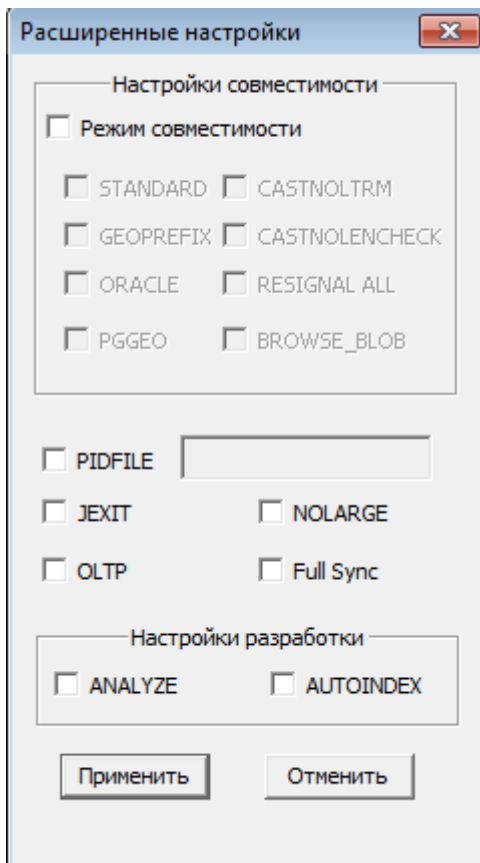 Расширенные настройки
Настройки совместимости
Режим совместимости
STANDARD CASTNOLTRM
GEOPREFIX CASTNOLENCHECK
ORACLE RESIGNAL ALL
PGGEO BROWSE_BLOB
PIDFILE
JEXIT NOLARGE
OLTP Full Sync
Настройки разработки
ANALYZE AUTOINDEX
Применить Отменить